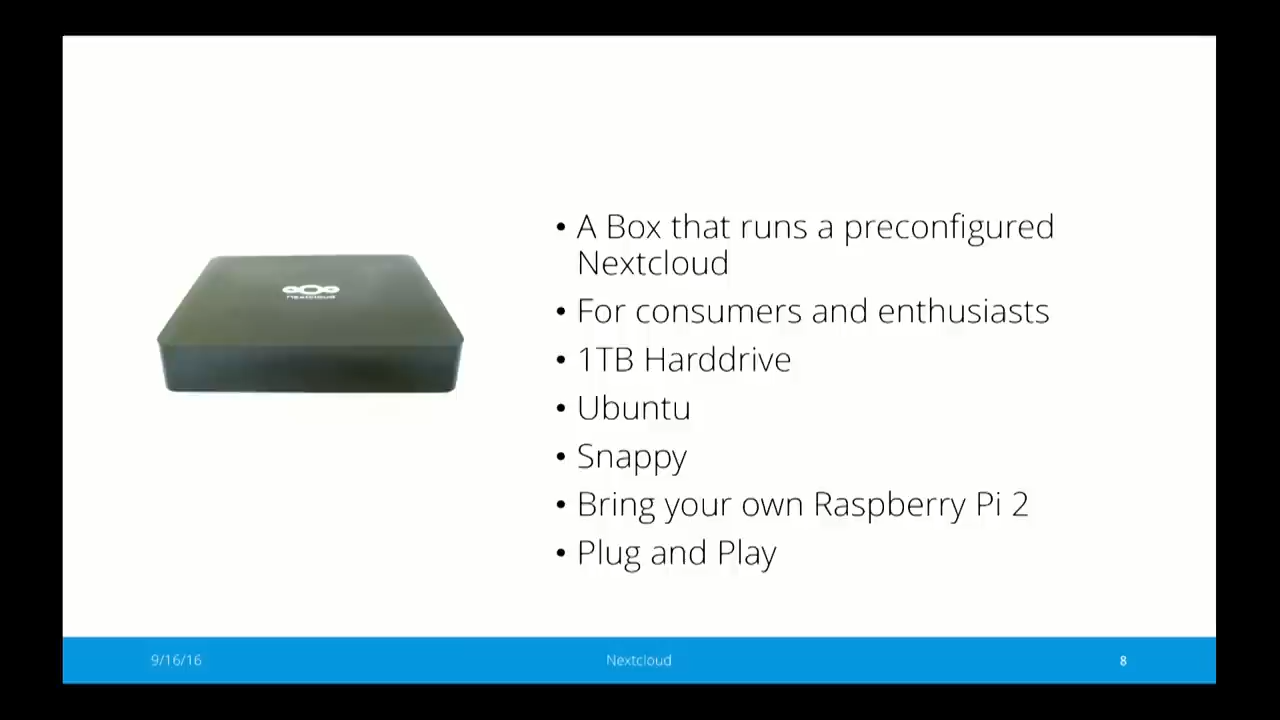 nextcloud
• A Box that runs a preconfigured
Nextcloud
• For consumers and enthusiasts
• 1TB Harddrive
• Ubuntu
• Snappy
• Bring your own Raspberry Pi 2
• Plug and Play
9/16/16
Nextcloud
8